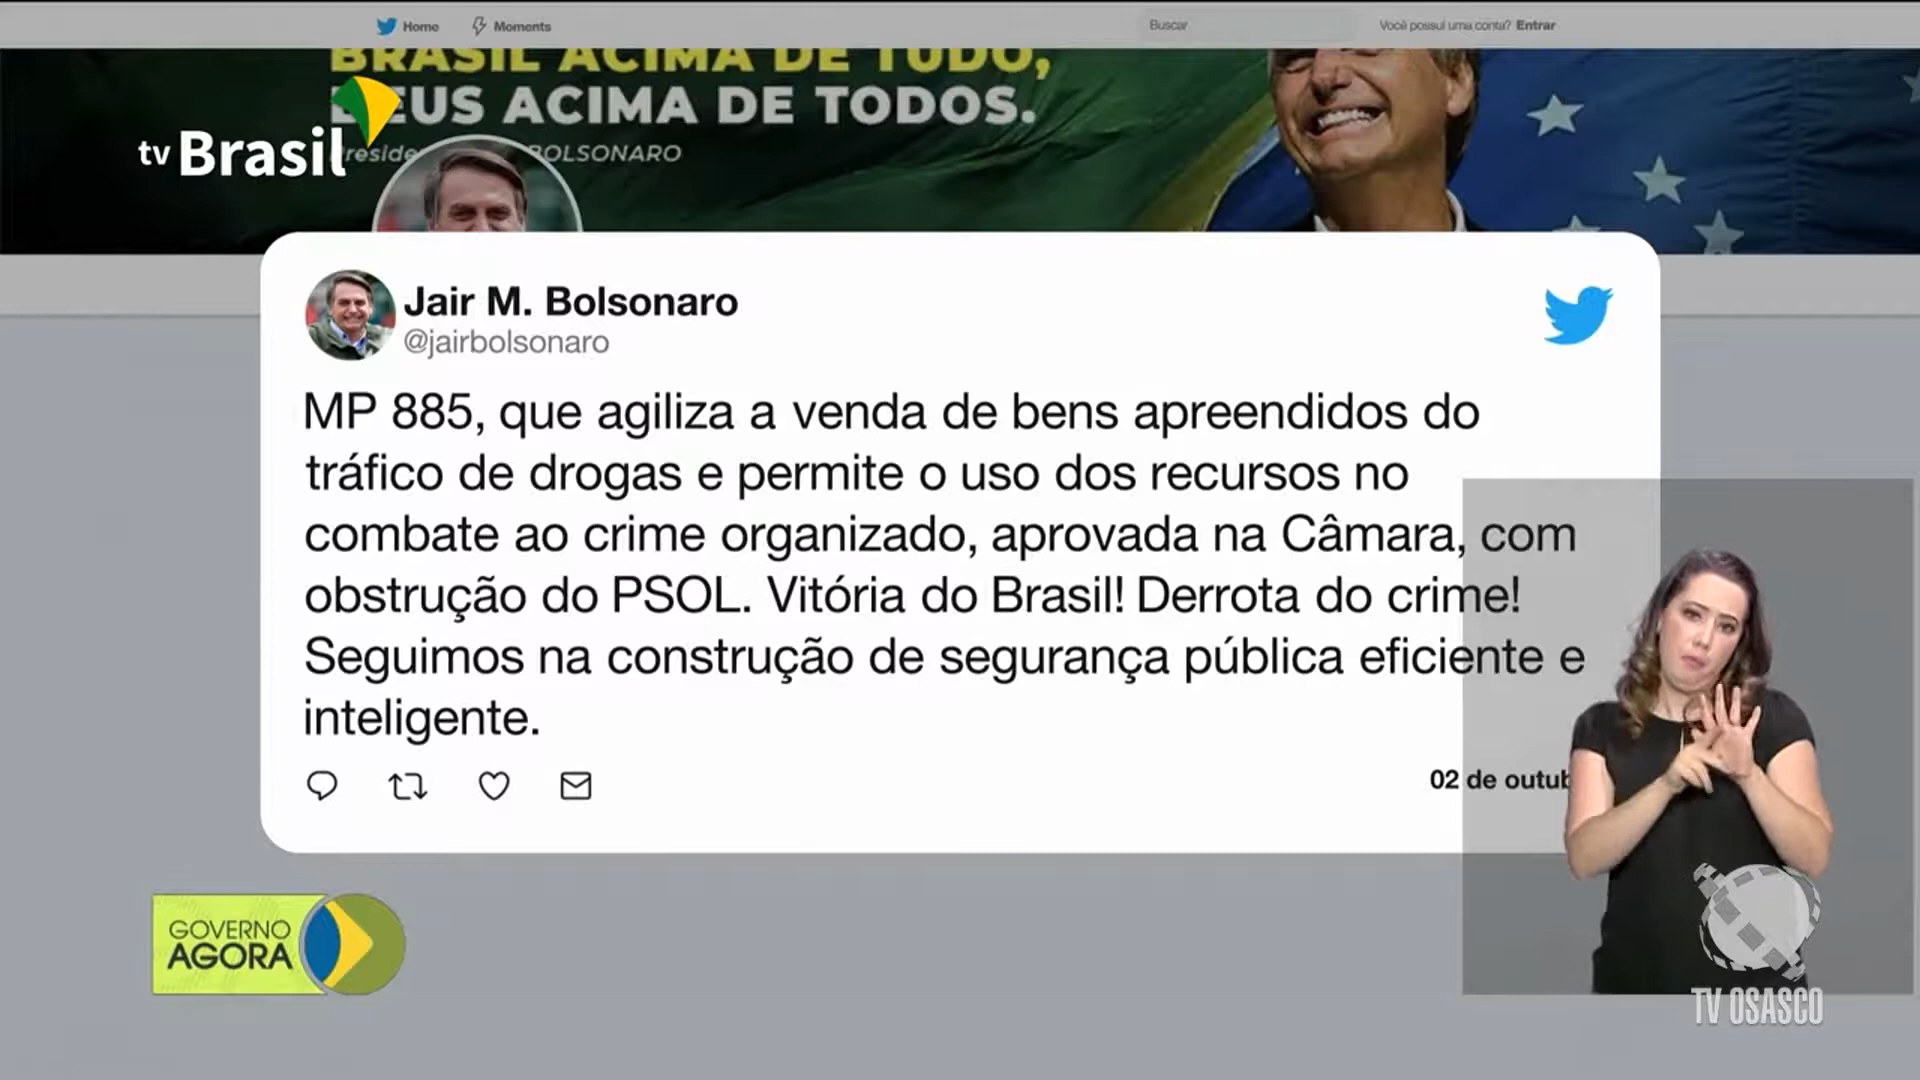 Home Moments Buscar Você possui uma conta? Entrar
BRASIL ACIMA DE TUDO,
DEUS ACIMA DE TODOS.
BOLSONARO
tv Brasil
Jair M. Bolsonaro
@jairbolsonaro
MP 885, que agiliza a venda de bens apreendidos do
tráfico de drogas e permite o uso dos recursos no
combate ao crime organizado, aprovada na Câmara, com
obstrução do PSOL. Vitória do Brasil! Derrota do crime!
Seguimos na construção de segurança pública eficiente e
inteligente.
02 de outub
GOVERNO
AGORA
TV OSASCO